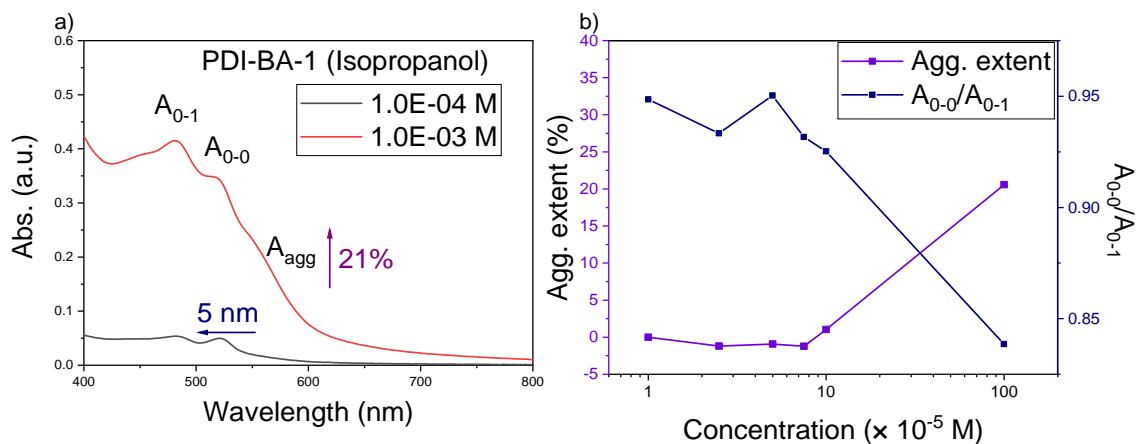 a)
PDI-BA-1 (Isopropanol)
1.0E-04 M
1.0E-03 M
A0-1
A0-0
Aagg
21%
5 nm
0.6
0.5
0.4
0.3
0.2
0.1
0.0
400
500
600
700
800
Abs. (a.u.)
Wavelength (nm)
b)
Agg. extent
A0-0/A0-1
40
35
30
25
20
15
10
5
0
-5
Agg. extent (%)
0.95
0.90
0.85
A0-0/A0-1
1
10
100
Concentration (× 10-5 M)